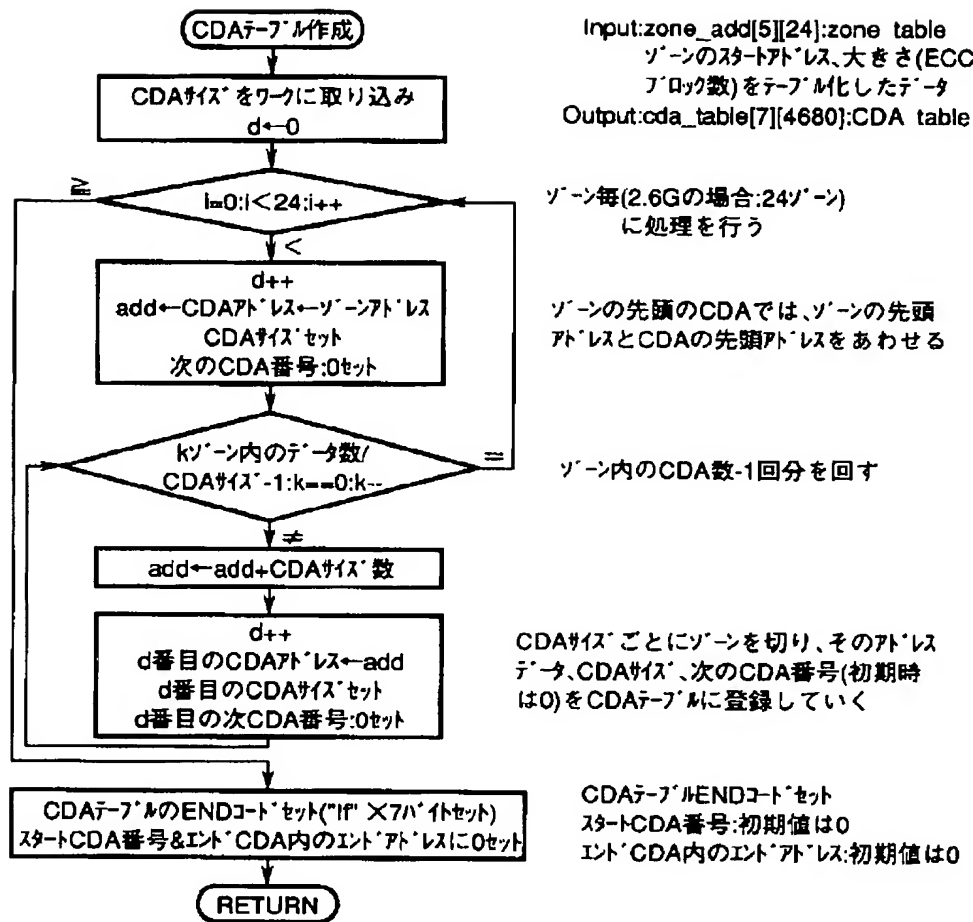 CDAテーブル作成
Input:zone_add[5][24]:zone table
ゾーンのスタートアドレス、大きさ(ECC
ブロック数)をテーブル化したデータ
Output:cda_table[7][4680]:CDA table
CDAサイズをワークに取り込み
d←0
≧
i=0:i<24:i++
<
ゾーン毎(2.6Gの場合:24ゾーン)
に処理を行う
d++
add←CDAアドレス←ゾーンアドレス
CDAサイズセット
次のCDA番号:0セット
ゾーンの先頭のCDAでは、ゾーンの先頭
アドレスとCDAの先頭アドレスをあわせる
kゾーン内のデータ数/
CDAサイズ-1:k==0:k--
=
≠
ゾーン内のCDA数-1回分を回す
add←add+CDAサイズ数
d++
d番目のCDAアドレス←add
d番目のCDAサイズセット
d番目の次CDA番号:0セット
CDAサイズごとにゾーンを切り、そのアドレス
データ、CDAサイズ、次のCDA番号(初期時
は0)をCDAテーブルに登録していく
CDAテーブルのENDコードセット("ff" ×7バイトセット)
スタートCDA番号&エンドCDA内のエンドアドレスに0セット
CDAテーブルENDコードセット
スタートCDA番号:初期値は0
エンドCDA内のエンドアドレス:初期値は0
RETURN